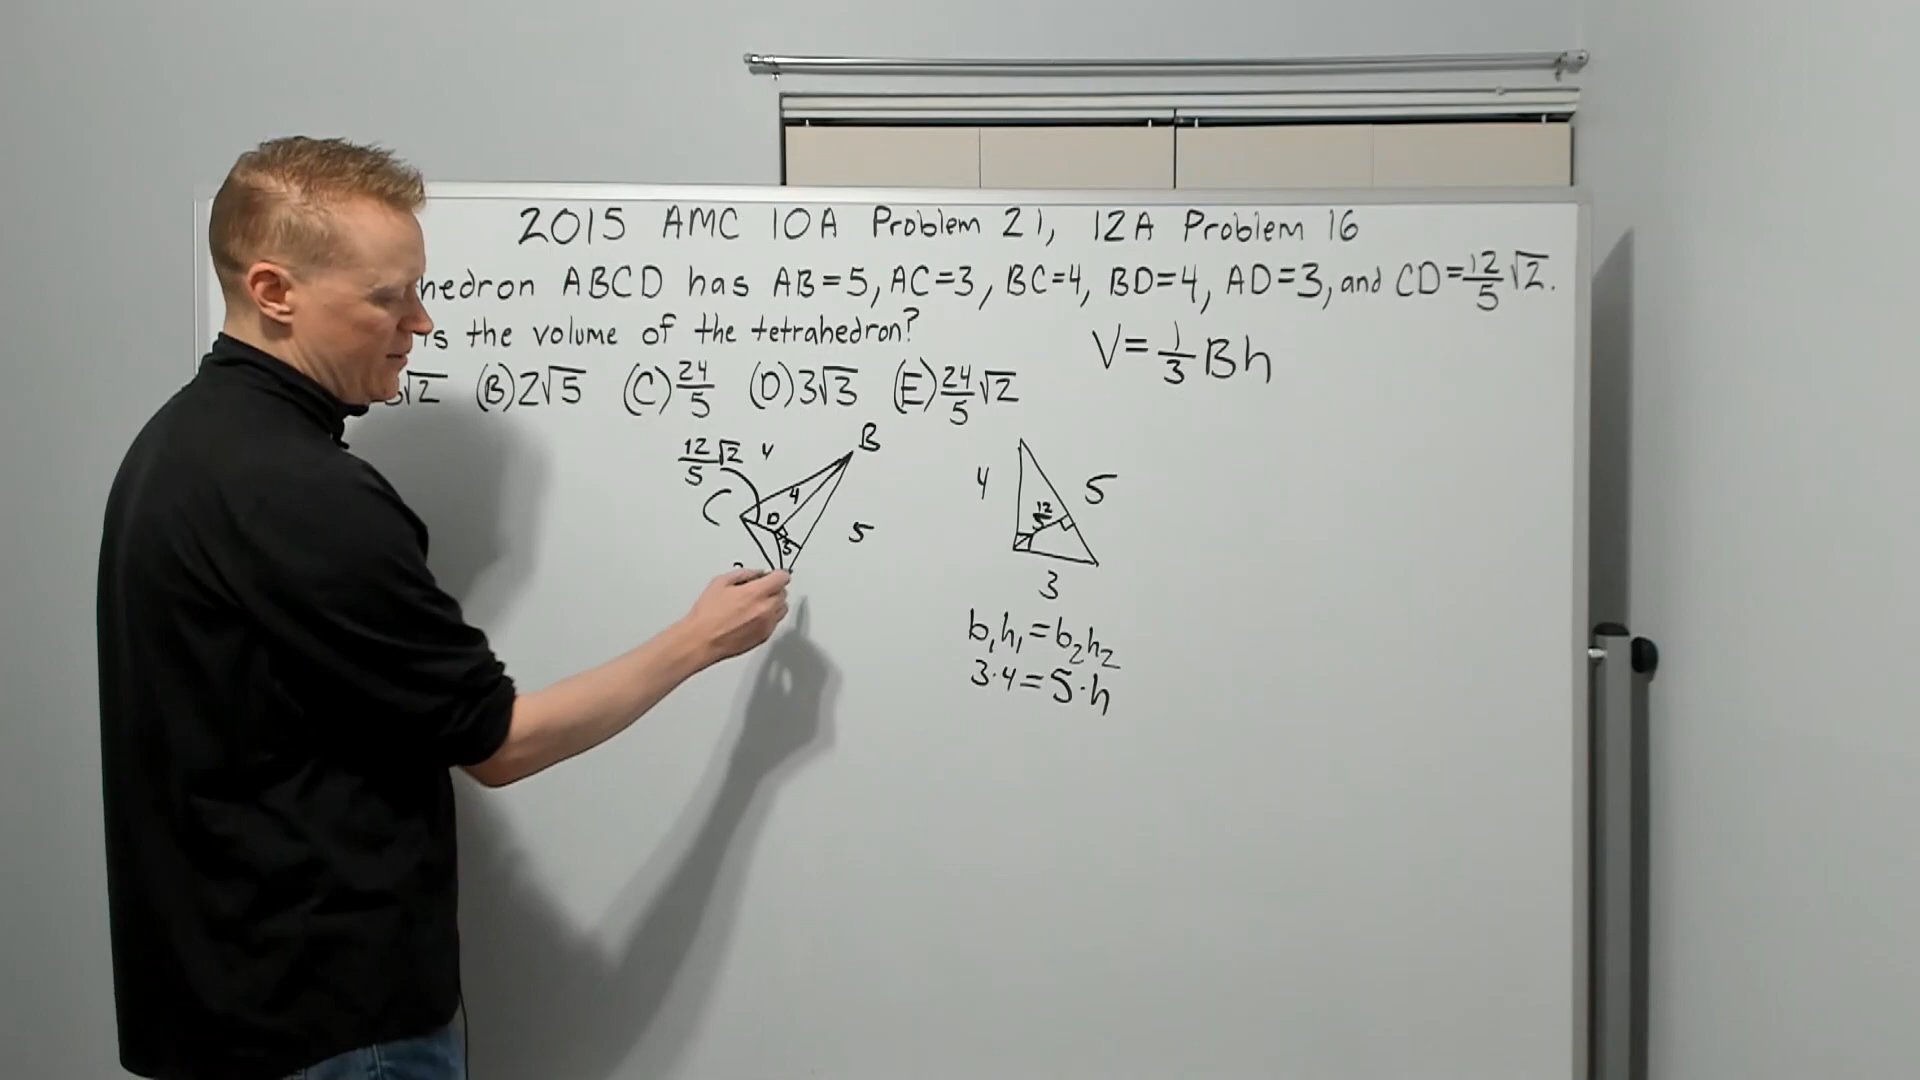 2015 AMC 10A Problem 21, 12A Problem 16
hedron ABCD has AB=5, AC=3, BC=4, BD=4, AD=3, and CD=12/5√2.
is the volume of the tetrahedron?
√2 (B) 2√5 (C) 24/5 (D) 3√3 (E) 24/5√2
V=1/3Bh
12/5√2 4 B
C 4 D 3 5
4 12/5 5
3
b₁h₁=b₂h₂
3·4=5·h